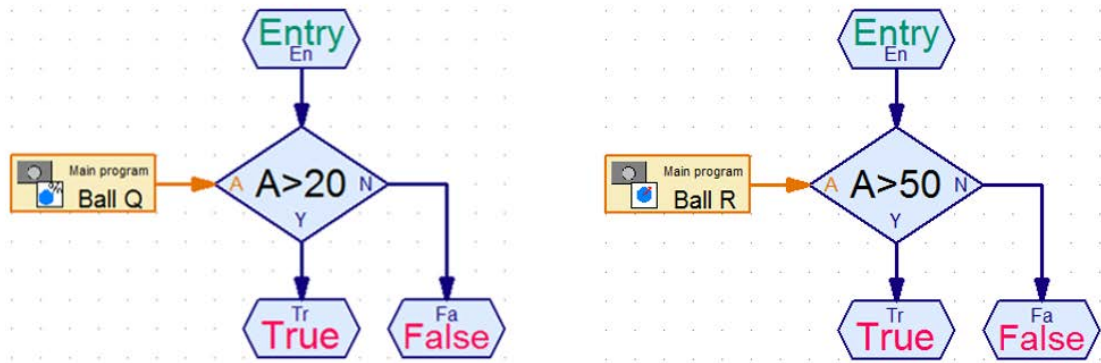 Entry
En
Main program
Ball Q
%
A
A>20
N
Y
Tr
True
Fa
False
Entry
En
Main program
Ball R
A
A>50
N
Y
Tr
True
Fa
False